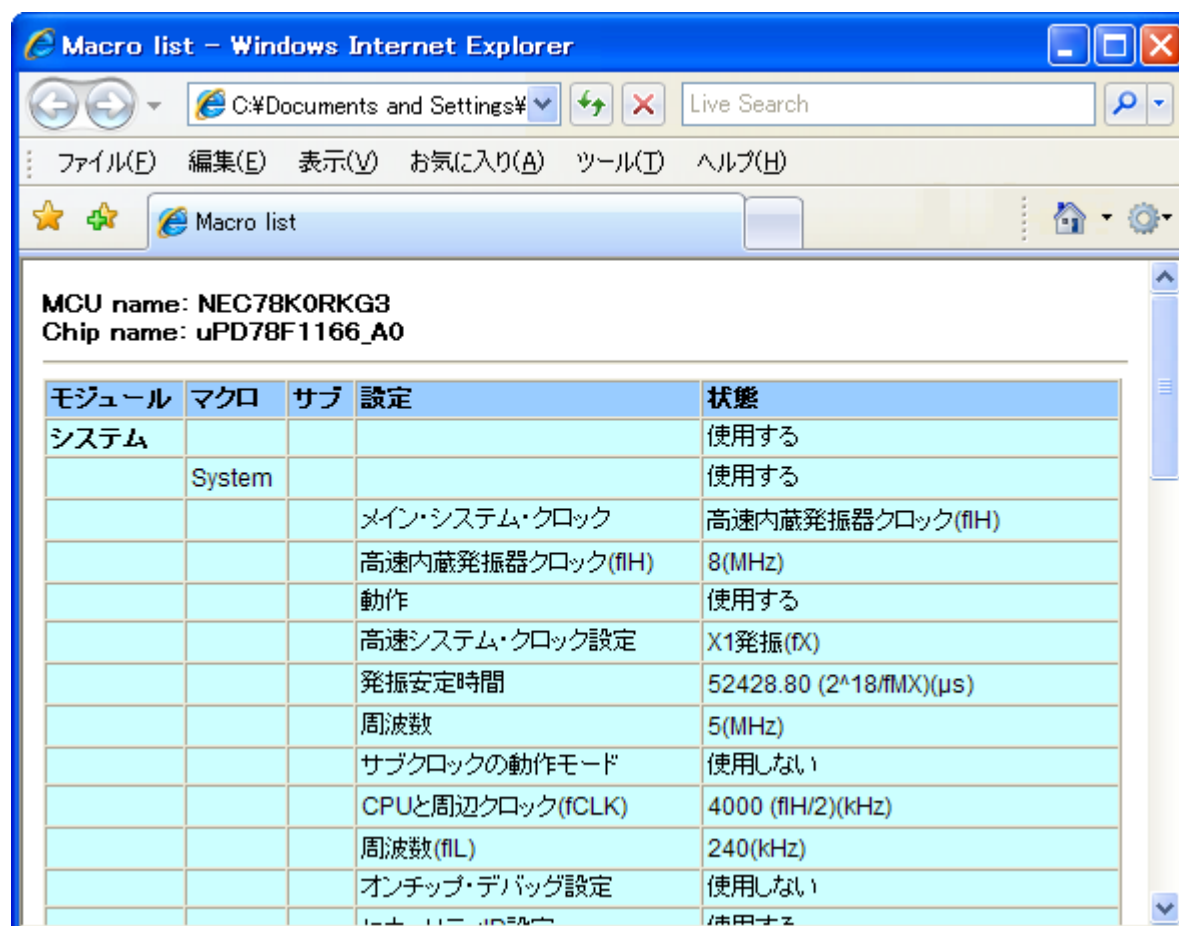 Macro list - Windows Internet Explorer
C:¥Documents and Settings¥
Live Search
ファイル(F) 編集(E) 表示(V) お気に入り(A) ツール(T) ヘルプ(H)
Macro list
MCU name: NEC78K0RKG3
Chip name: uPD78F1166_A0
モジュール マクロ サブ 設定 状態
システム 使用する
System 使用する
メイン・システム・クロック 高速内蔵発振器クロック(fIH)
高速内蔵発振器クロック(fIH) 8(MHz)
動作 使用する
高速システム・クロック設定 X1発振(fX)
発振安定時間 52428.80 (2^18/fMX)(µs)
周波数 5(MHz)
サブクロックの動作モード 使用しない
CPUと周辺クロック(fCLK) 4000 (fIH/2)(kHz)
周波数(fIL) 240(kHz)
オンチップ・デバッグ設定 使用しない
使用する